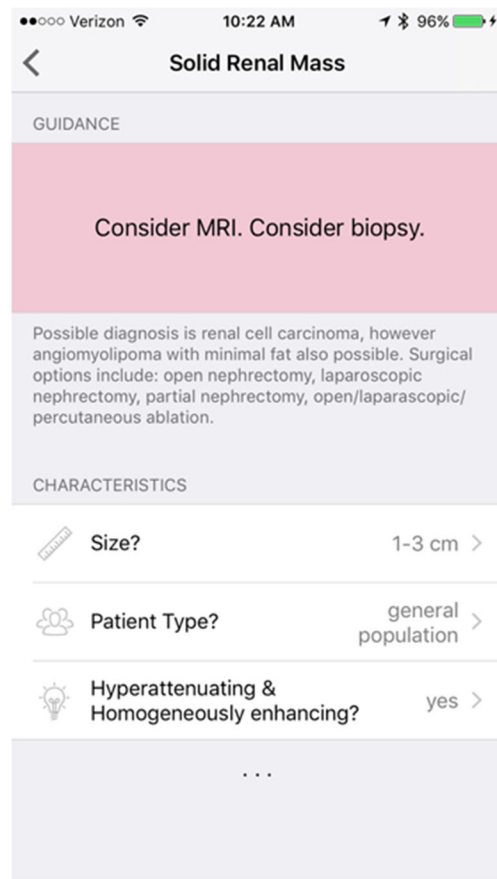 Verizon 10:22 AM 96%
Solid Renal Mass
GUIDANCE
Consider MRI. Consider biopsy.
Possible diagnosis is renal cell carcinoma, however
angiomyolipoma with minimal fat also possible. Surgical
options include: open nephrectomy, laparoscopic
nephrectomy, partial nephrectomy, open/laparascopic/
percutaneous ablation.
CHARACTERISTICS
Size? 1-3 cm
Patient Type? general
population
Hyperattenuating &
Homogeneously enhancing? yes
...